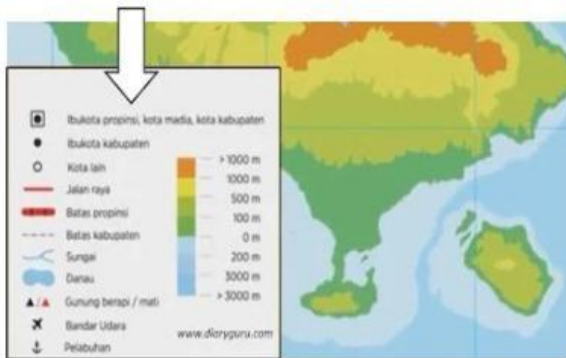 Ibukota propinsi, kota madia, kota kabupaten
Ibukota kabupaten
Kota lain
Jalan raya
Batas propinsi
Batas kabupaten
Sungai
Danau
Gunung berapi / mati
Bandar Udara
Pelabuhan
> 1000 m
1000 m
500 m
100 m
0 m
200 m
3000 m
> 3000 m
www.diaryguru.com